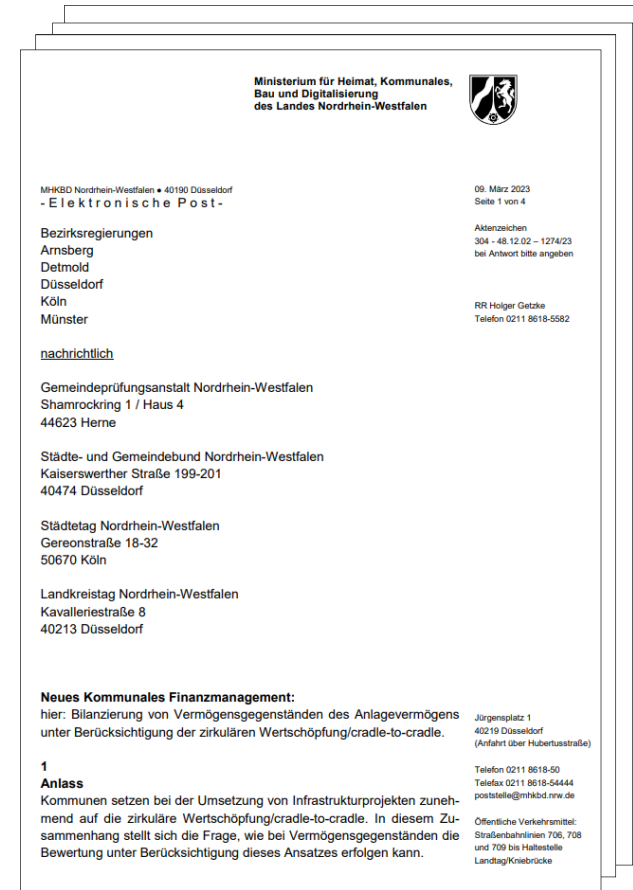 Ministerium für Heimat, Kommunales,
Bau und Digitalisierung
des Landes Nordrhein-Westfalen
MHKBD Nordrhein-Westfalen ● 40190 Düsseldorf
- E l e k t r o n i s c h e  P o s t -
Bezirksregierungen
Arnsberg
Detmold
Düsseldorf
Köln
Münster
09. März 2023
Seite 1 von 4
Aktenzeichen
304 - 48.12.02 – 1274/23
bei Antwort bitte angeben
RR Holger Getzke
Telefon 0211 8618-5582
nachrichtlich
Gemeindeprüfungsanstalt Nordrhein-Westfalen
Shamrockring 1 / Haus 4
44623 Herne
Städte- und Gemeindebund Nordrhein-Westfalen
Kaiserswerther Straße 199-201
40474 Düsseldorf
Städtetag Nordrhein-Westfalen
Gereonstraße 18-32
50670 Köln
Landkreistag Nordrhein-Westfalen
Kavalleriestraße 8
40213 Düsseldorf
Neues Kommunales Finanzmanagement:
hier: Bilanzierung von Vermögensgegenständen des Anlagevermögens
unter Berücksichtigung der zirkulären Wertschöpfung/cradle-to-cradle.
1
Anlass
Kommunen setzen bei der Umsetzung von Infrastrukturprojekten zuneh-
mend auf die zirkuläre Wertschöpfung/cradle-to-cradle. In diesem Zu-
sammenhang stellt sich die Frage, wie bei Vermögensgegenständen die
Bewertung unter Berücksichtigung dieses Ansatzes erfolgen kann.
Jürgensplatz 1
40219 Düsseldorf
(Anfahrt über Hubertusstraße)
Telefon 0211 8618-50
Telefax 0211 8618-54444
poststelle@mhkbd.nrw.de
Öffentliche Verkehrsmittel:
Straßenbahnlinien 706, 708
und 709 bis Haltestelle
Landtag/Kniebrücke